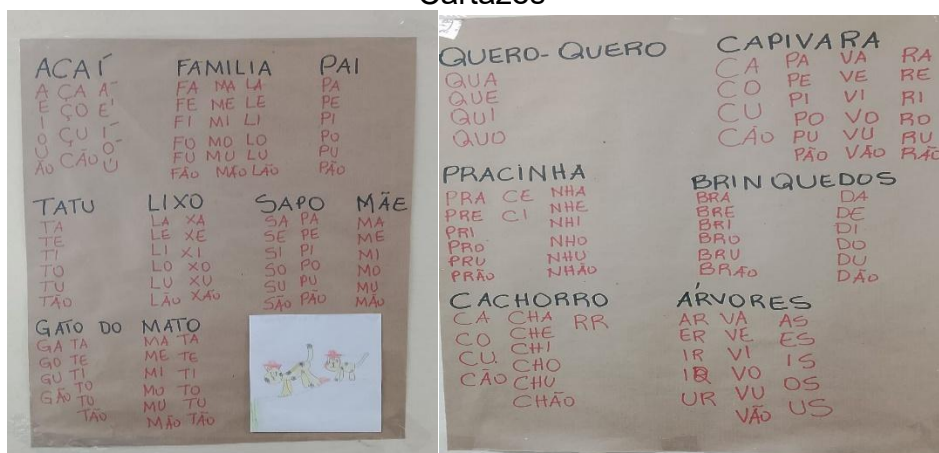 Cartazes
ACAÍ FAMILIA PAI
A ÇA A´ FA MA LA PA
E ÇO E´ FE ME LE PE
I ÇU I´ FI MI LI PI
O CÃO O´ FO MO LO PO
U Ú FU MU LU PU
ÃO FÃO MÃO LÃO PÃO
TATU LIXO SAPO MÃE
TA LA XA SA PA MA
TE LE XE SE PE ME
TI LI XI SI PI MI
TO LO XO SO PO MO
TU LU XU SU PU MU
TÃO LÃO XÃO SÃO PÃO MÃO
GATO DO MATO
GA TA MA TA
GO TE ME TE
GU TI MI TI
GÃO TO MO TO
TU MU TU
TÃO MÃO TÃO
QUERO-QUERO
QUA
QUE
QUI
QUO
CAPIVARA
CA PA VA RA
CO PE VE RE
CU PI VI RI
CÃO PO VO RO
PU VU RU
PÃO VÃO RÃO
PRACINHA
PRA CE NHA
PRE CI NHE
PRI NHI
PRO NHO
PRU NHU
PRÃO NHÃO
BRINQUEDOS
BRA DA
BRE DE
BRI DI
BRO DO
BRU DU
BRÃO DÃO
CACHORRO
CA CHA RR
CO CHE
CU CHI
CÃO CHO
CHU
CHÃO
ÁRVORES
AR VA AS
ER VE ES
IR VI IS
IR VO OS
UR VU US
VÃO